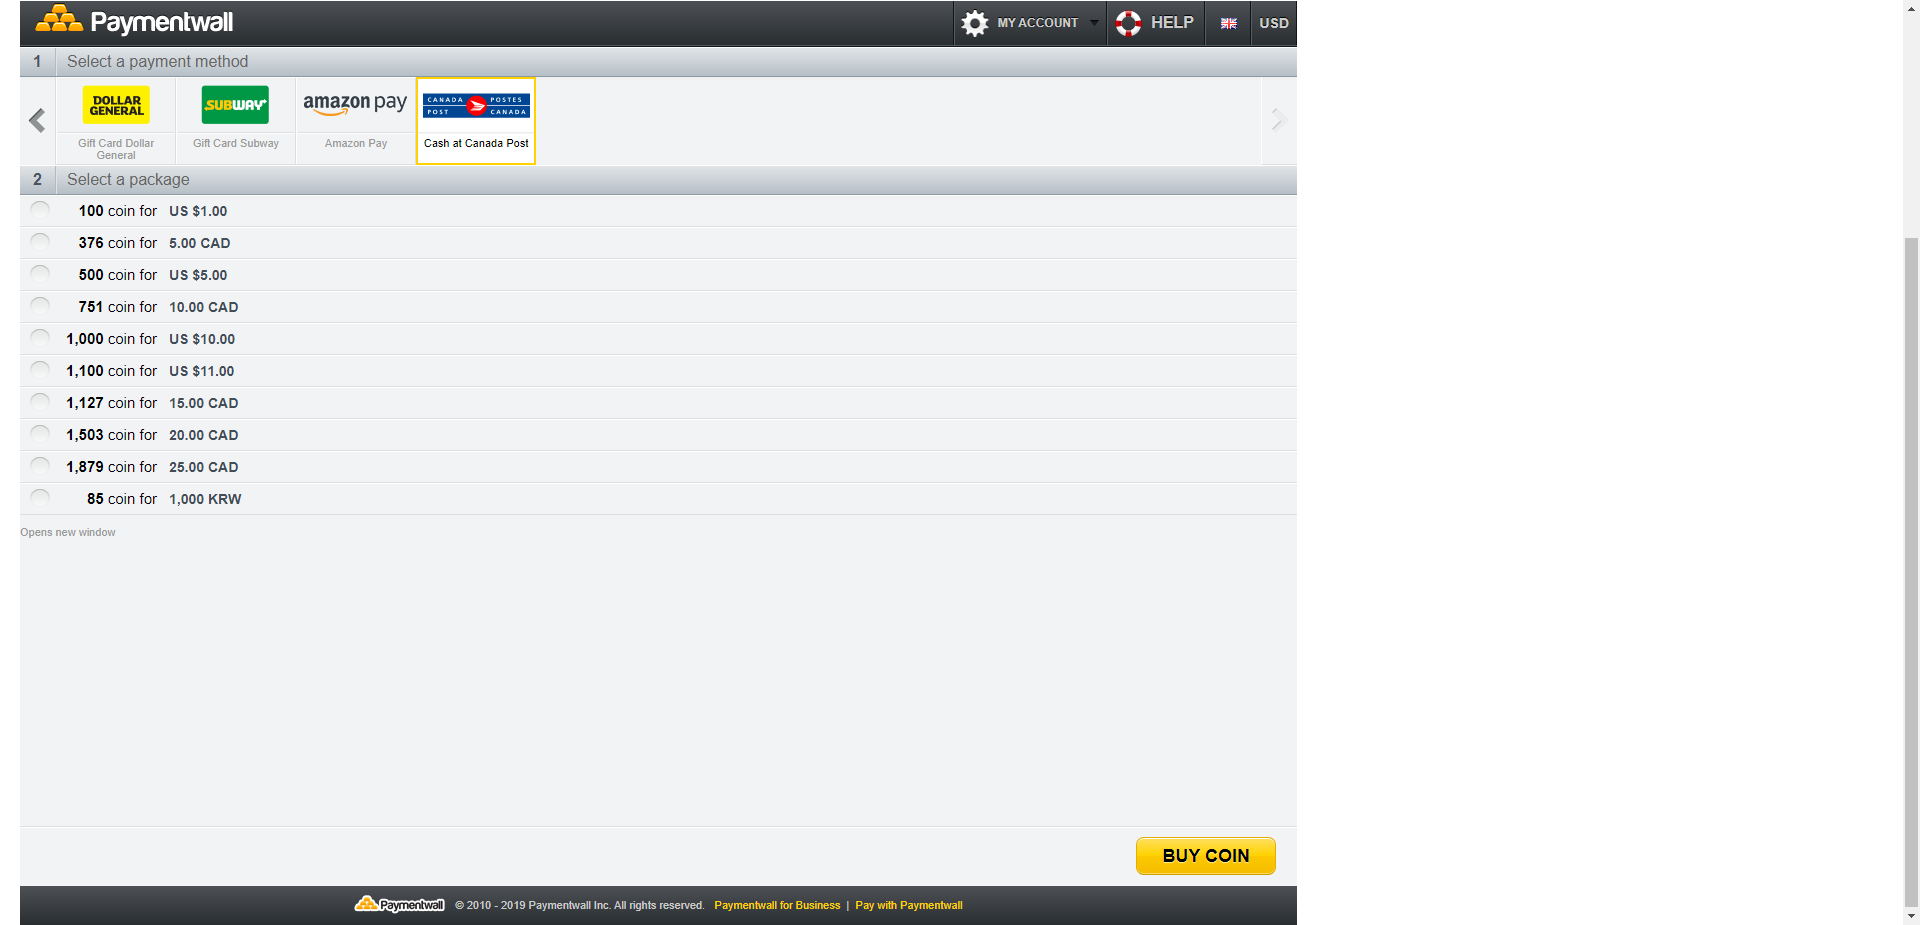 Paymentwall
MY ACCOUNT
HELP
USD
1 Select a payment method
DOLLAR GENERAL
SUBWAY
amazon pay
CANADA POST POSTES CANADA
Gift Card Dollar General
Gift Card Subway
Amazon Pay
Cash at Canada Post
2 Select a package
100 coin for US $1.00
376 coin for 5.00 CAD
500 coin for US $5.00
751 coin for 10.00 CAD
1,000 coin for US $10.00
1,100 coin for US $11.00
1,127 coin for 15.00 CAD
1,503 coin for 20.00 CAD
1,879 coin for 25.00 CAD
85 coin for 1,000 KRW
Opens new window
BUY COIN
Paymentwall © 2010 - 2019 Paymentwall Inc. All rights reserved. Paymentwall for Business | Pay with Paymentwall